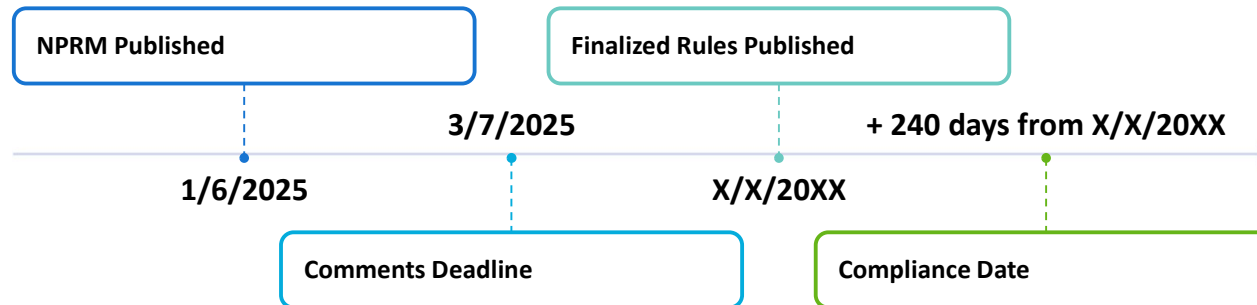 NPRM Published
Finalized Rules Published
3/7/2025
+ 240 days from X/X/20XX
1/6/2025
X/X/20XX
Comments Deadline
Compliance Date